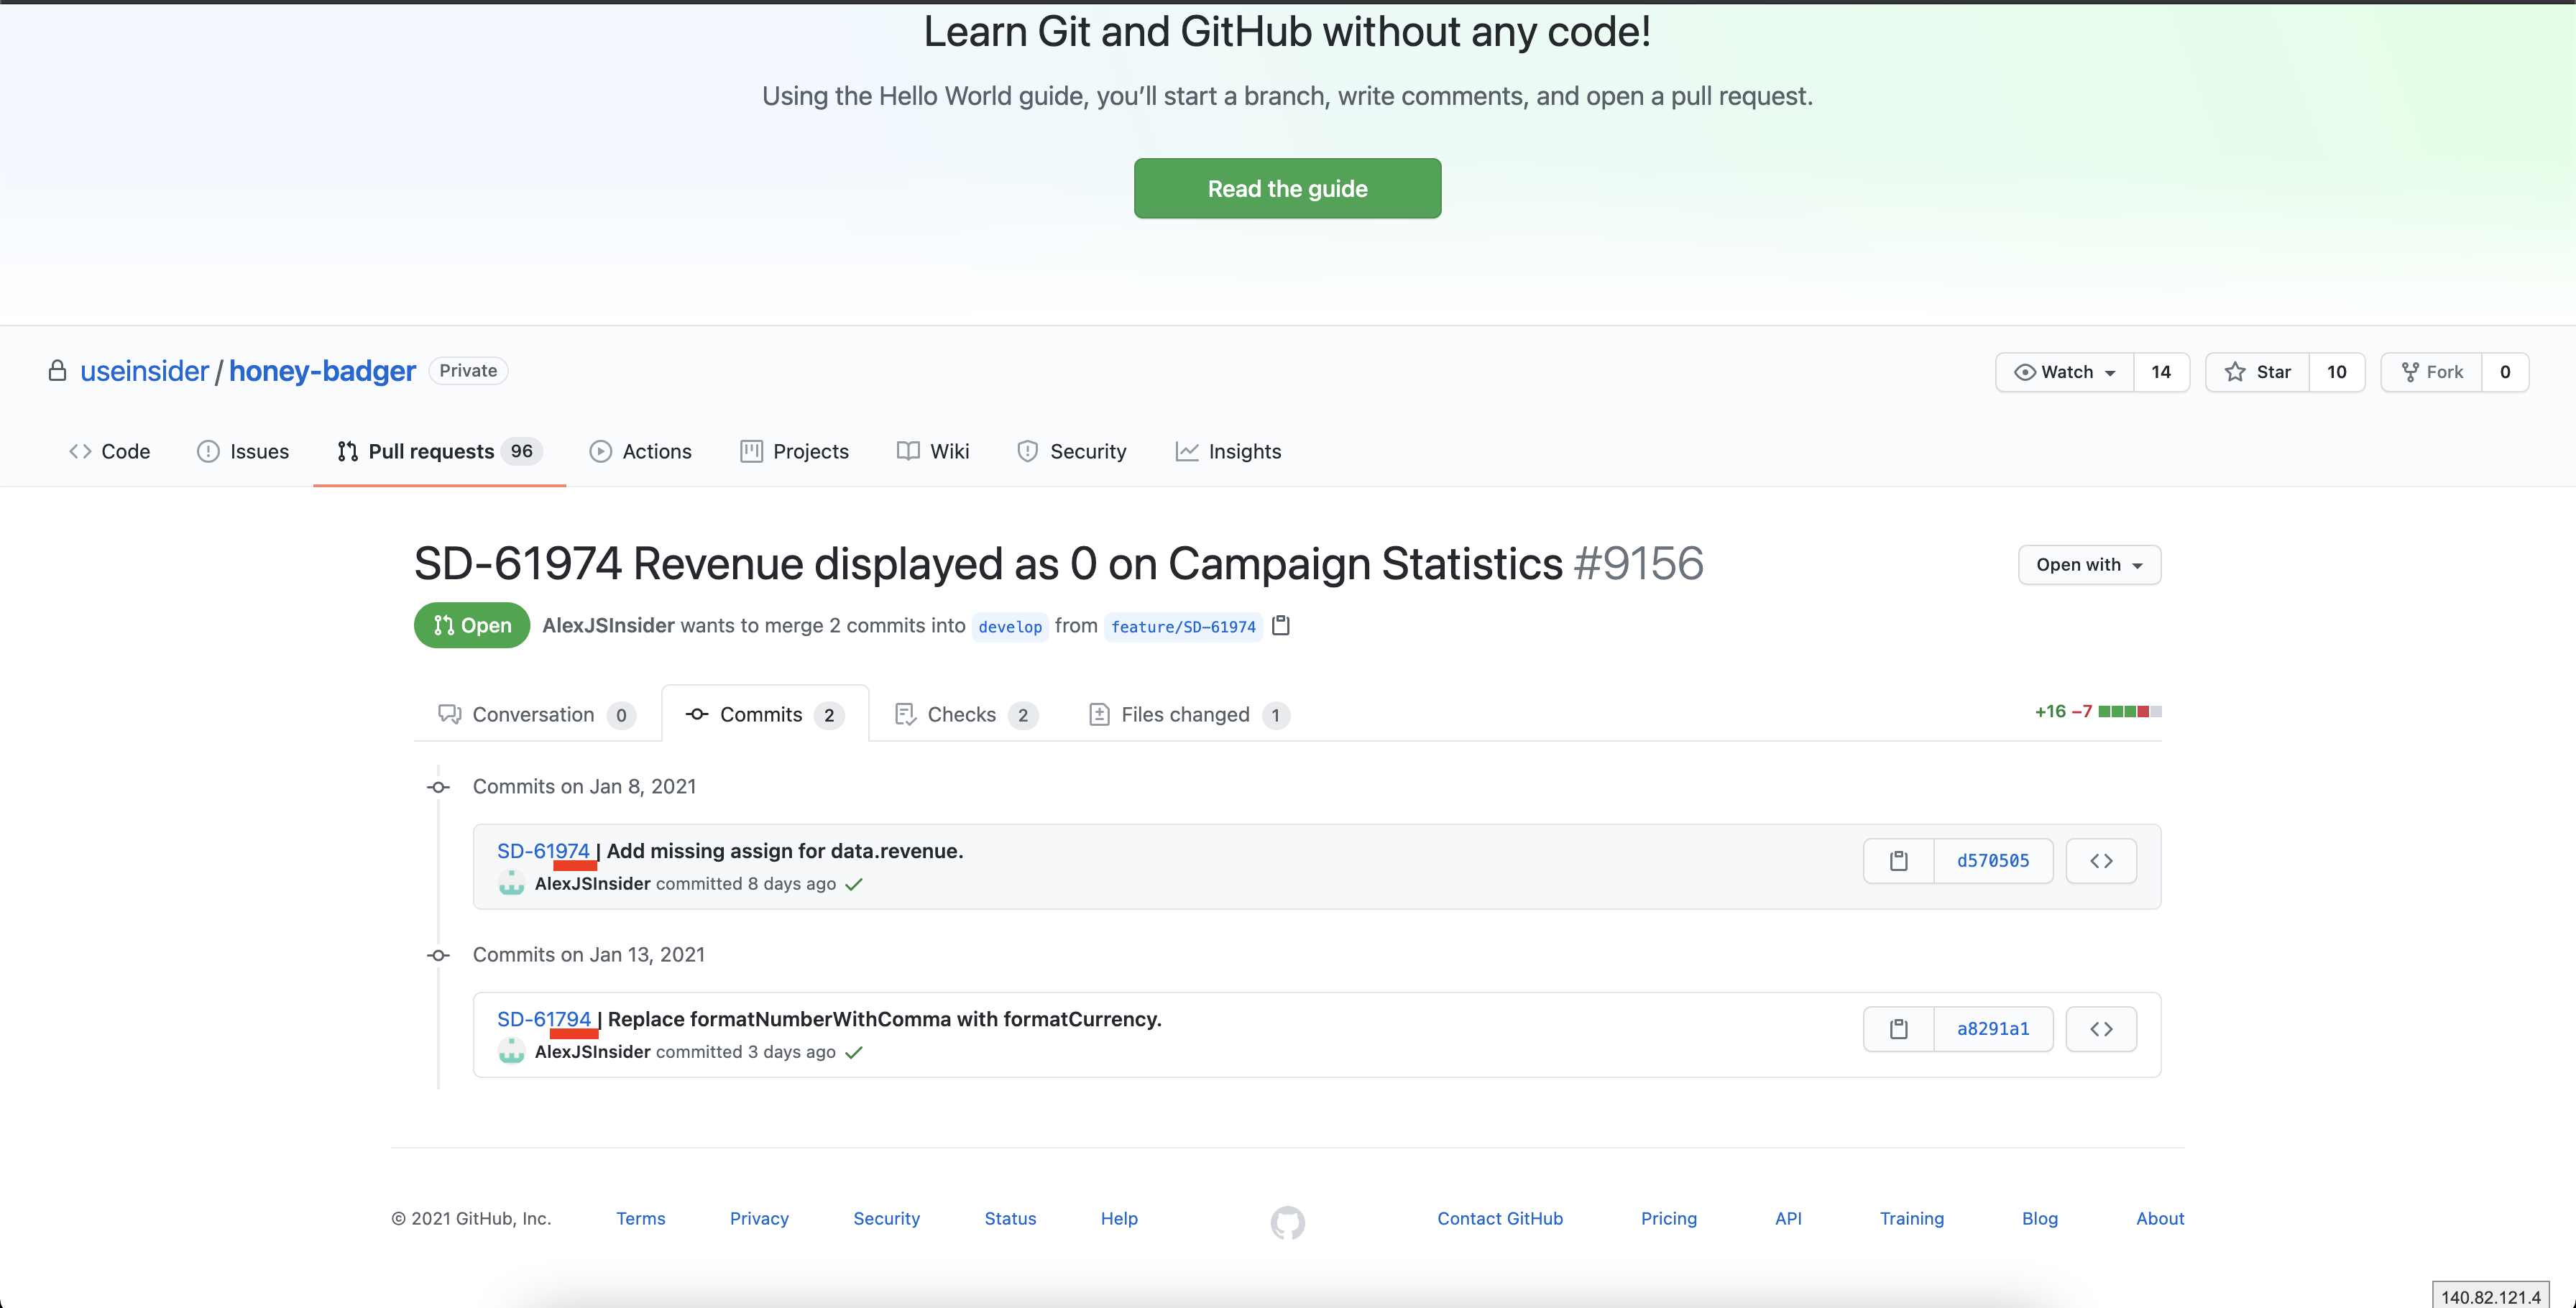 Learn Git and GitHub without any code!
Using the Hello World guide, you’ll start a branch, write comments, and open a pull request.
Read the guide
useinsider / honey-badger Private
Watch 14 Star 10 Fork 0
Code Issues Pull requests 96 Actions Projects Wiki Security Insights
SD-61974 Revenue displayed as 0 on Campaign Statistics #9156
Open with
Open AlexJSInsider wants to merge 2 commits into develop from feature/SD-61974
Conversation 0 Commits 2 Checks 2 Files changed 1
+16 −7
Commits on Jan 8, 2021
SD-61974 | Add missing assign for data.revenue.
d570505
AlexJSInsider committed 8 days ago
Commits on Jan 13, 2021
SD-61794 | Replace formatNumberWithComma with formatCurrency.
a8291a1
AlexJSInsider committed 3 days ago
© 2021 GitHub, Inc. Terms Privacy Security Status Help Contact GitHub Pricing API Training Blog About
140.82.121.4